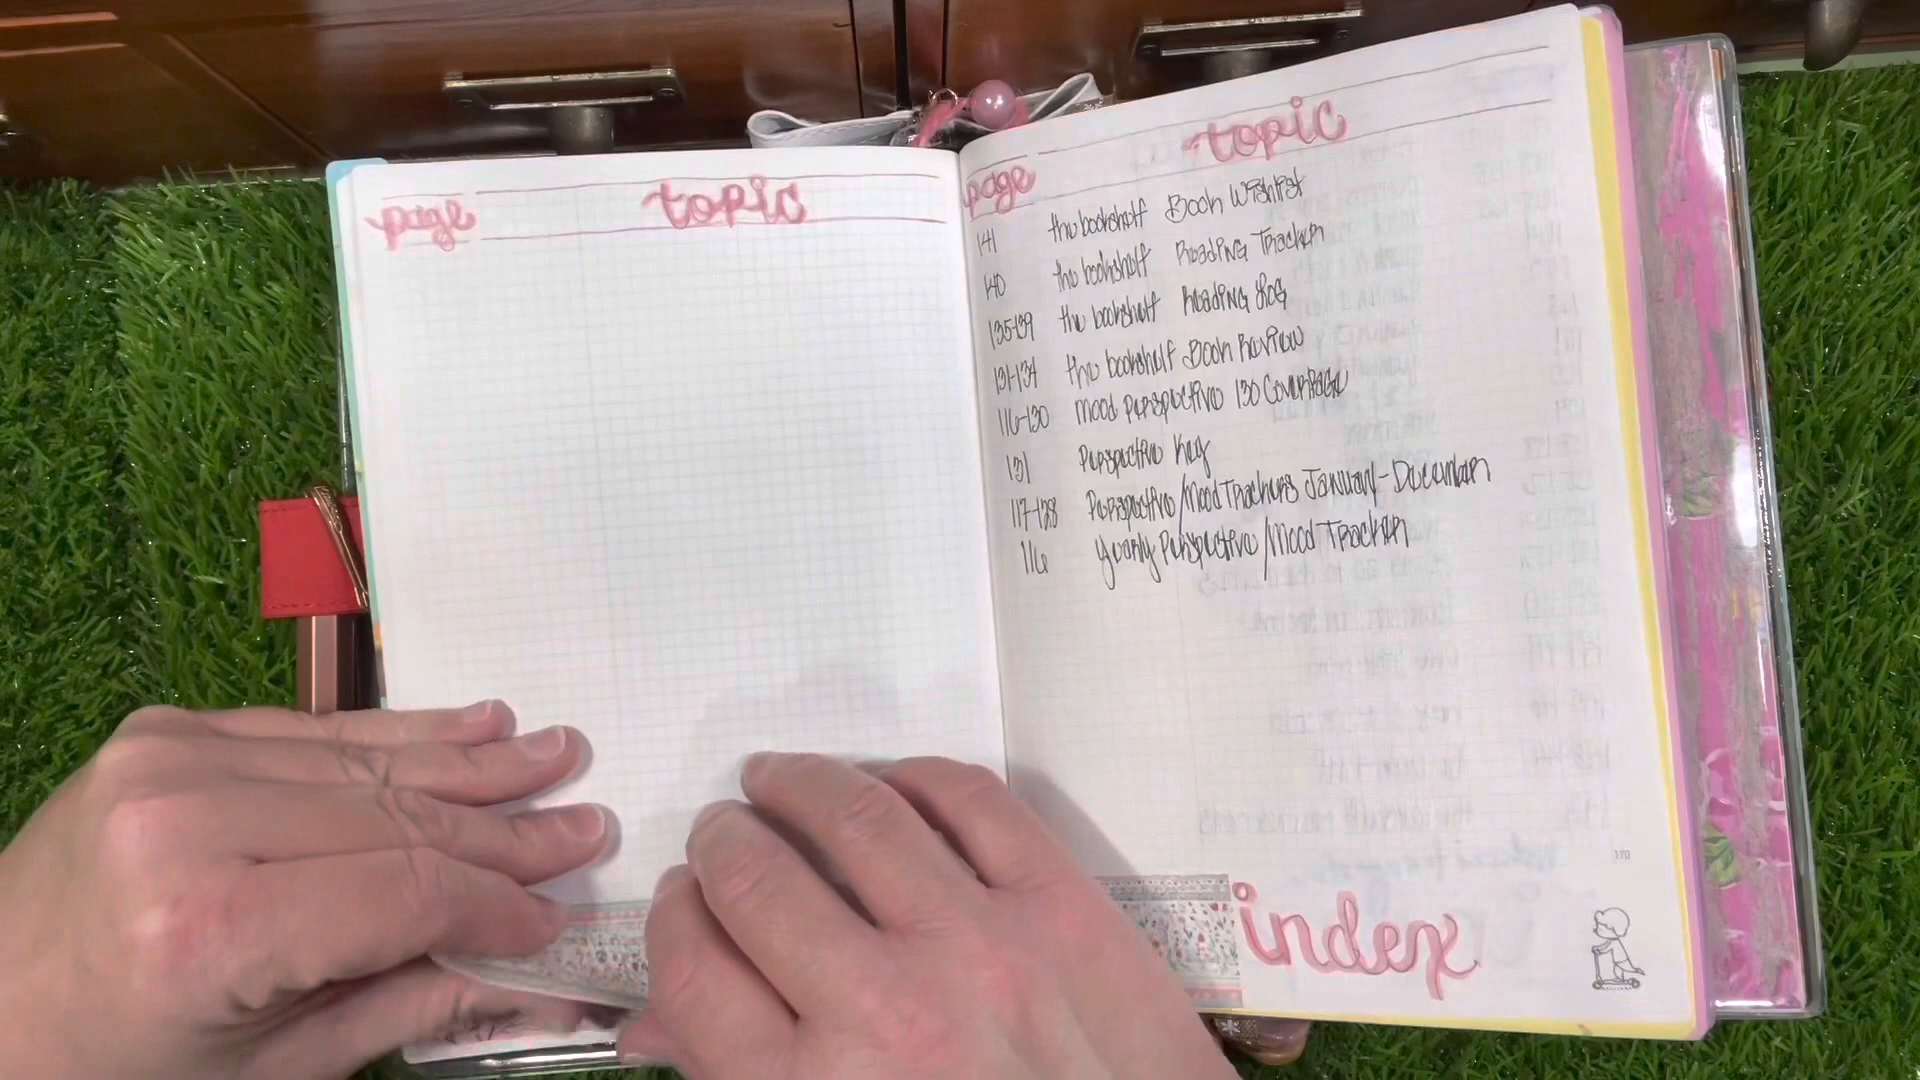 page topic
page topic
141 the bookshelf Book Wishlist
140 the bookshelf Reading Tracker
135-139 the bookshelf Reading Log
131-134 the bookshelf Book Review
116-130 Mood Perspective 130 Cover Page
131 Perspective Key
117-128 Perspective/Mood Trackers January-December
116 Yearly Perspective/Mood Tracker
170
index